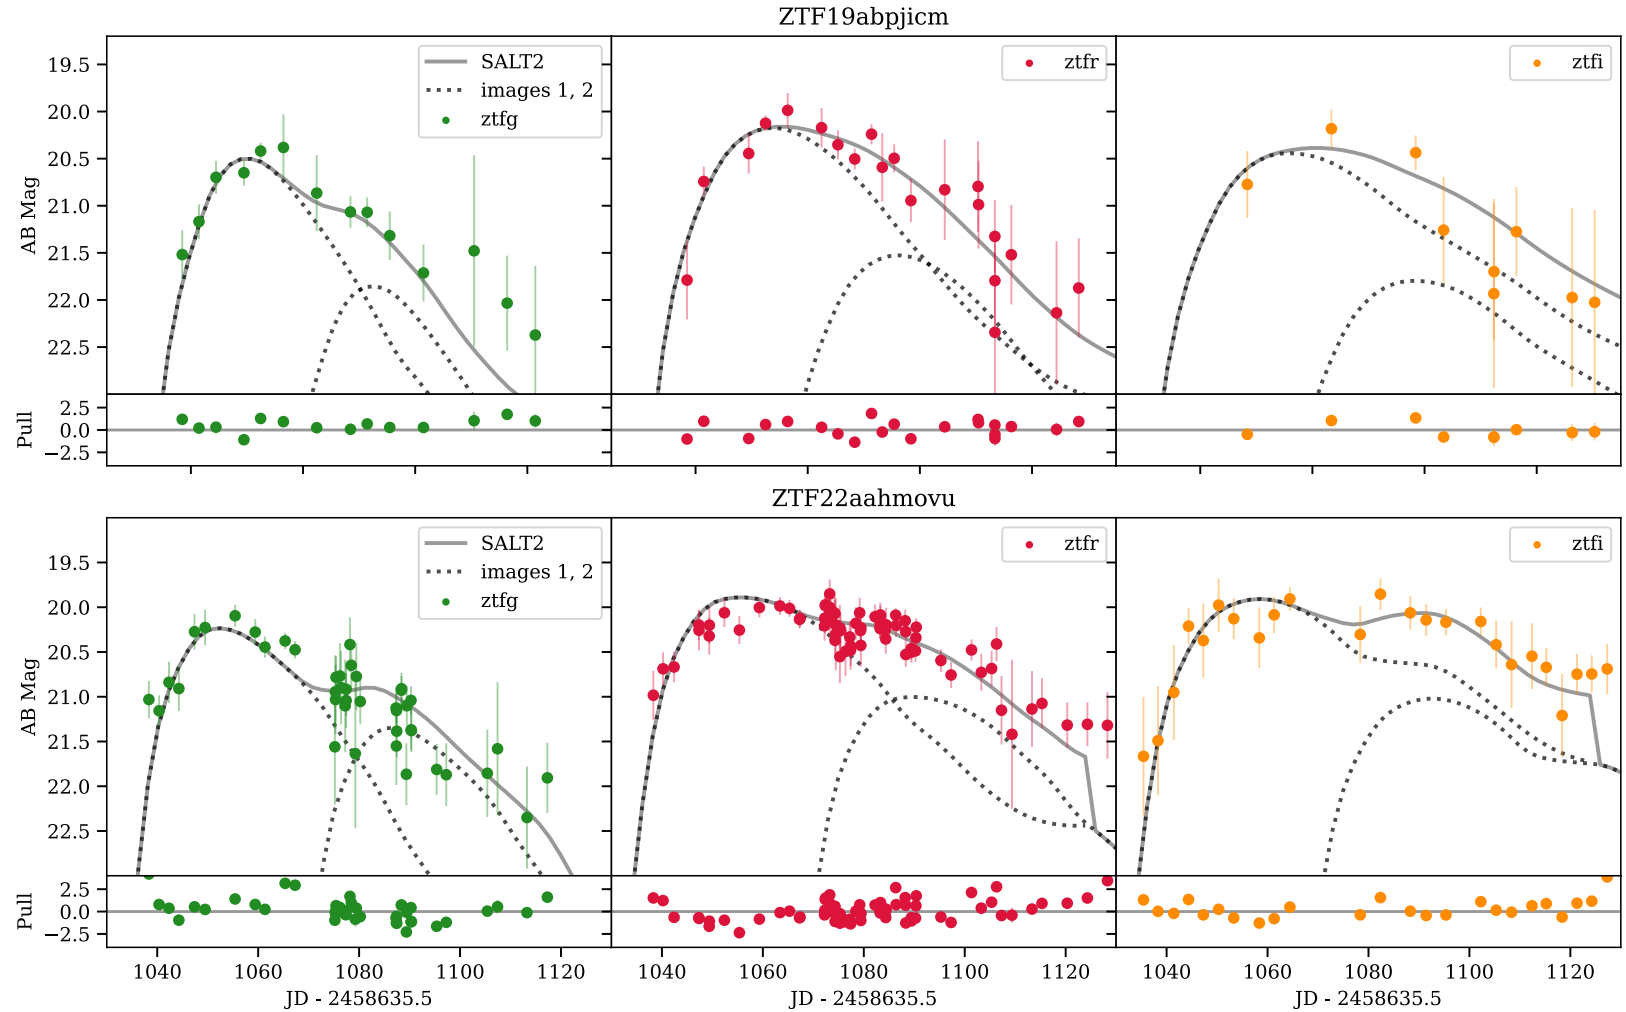 ZTF19abpjicm
SALT2
images 1, 2
ztfg
ztfr
ztfi
19.5
20.0
20.5
21.0
21.5
22.0
22.5
AB Mag
2.5
0.0
−2.5
Pull
ZTF22aahmovu
SALT2
images 1, 2
ztfg
ztfr
ztfi
19.5
20.0
20.5
21.0
21.5
22.0
22.5
AB Mag
2.5
0.0
−2.5
Pull
1040 1060 1080 1100 1120 1040 1060 1080 1100 1120 1040 1060 1080 1100 1120
JD - 2458635.5 JD - 2458635.5 JD - 2458635.5